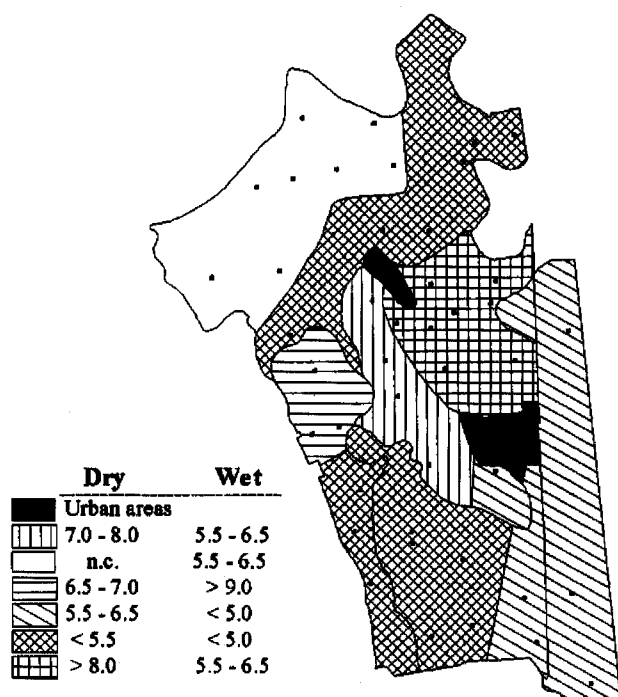 Dry Wet
Urban areas
7.0 - 8.0 5.5 - 6.5
n.c. 5.5 - 6.5
6.5 - 7.0 > 9.0
5.5 - 6.5 < 5.0
< 5.5 < 5.0
> 8.0 5.5 - 6.5